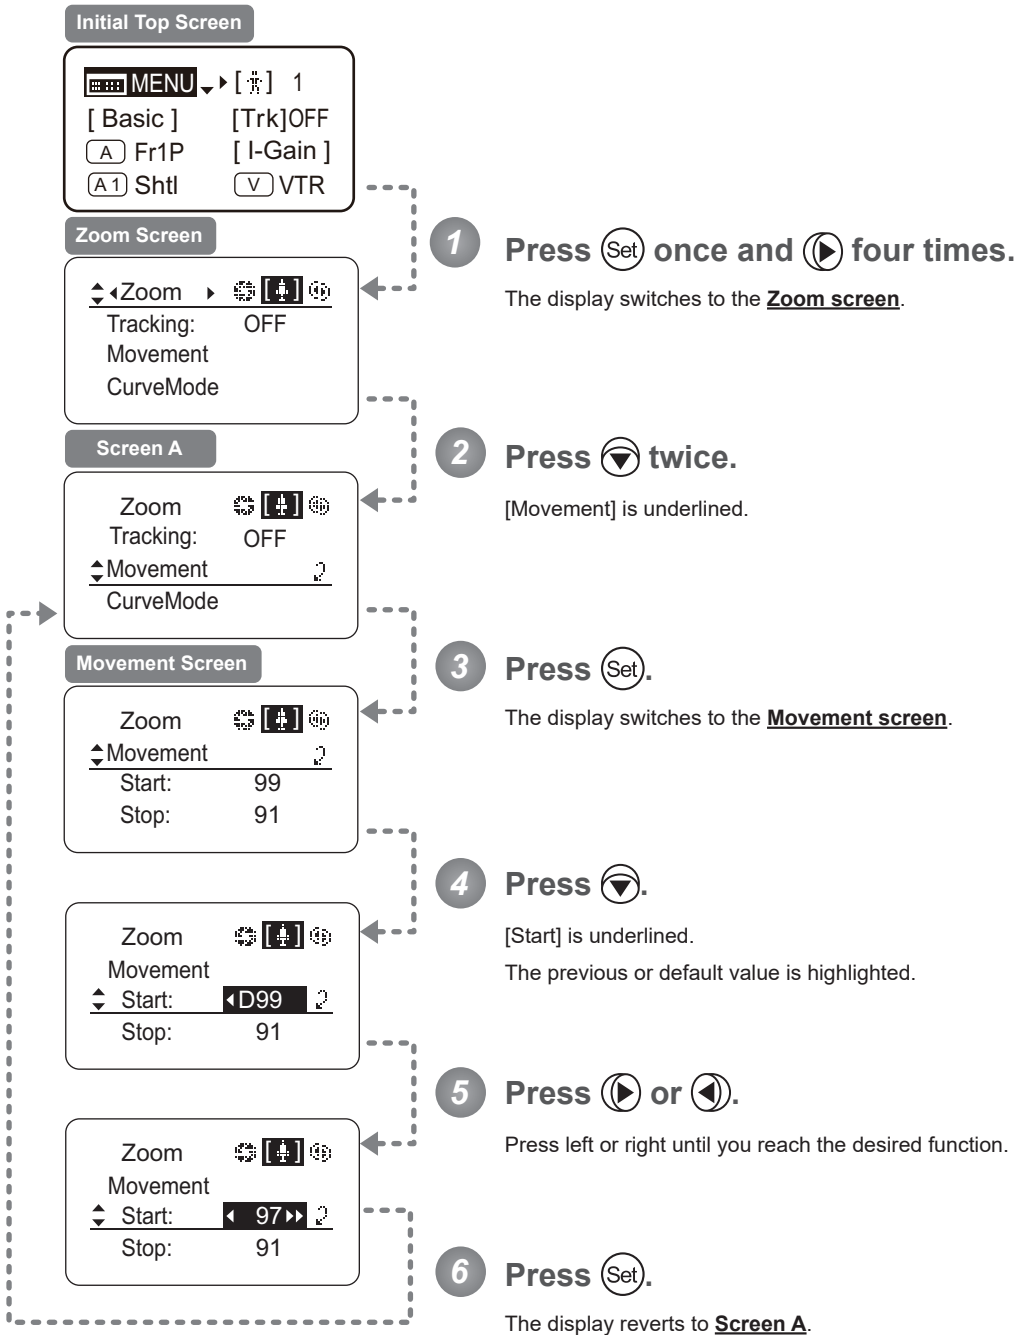 Initial Top Screen
MENU [ ] 1
[ Basic ] [Trk]OFF
A Fr1P [ I-Gain ]
A1 Shtl V VTR
Zoom Screen
1 Press Set once and four times.
The display switches to the Zoom screen.
Zoom [ ]
Tracking: OFF
Movement
CurveMode
Screen A
2 Press twice.
[Movement] is underlined.
Zoom [ ]
Tracking: OFF
Movement
CurveMode
Movement Screen
3 Press Set.
The display switches to the Movement screen.
Zoom [ ]
Movement
Start: 99
Stop: 91
4 Press .
[Start] is underlined.
The previous or default value is highlighted.
Zoom [ ]
Movement
Start: D99
Stop: 91
5 Press or .
Press left or right until you reach the desired function.
Zoom [ ]
Movement
Start: 97
Stop: 91
6 Press Set.
The display reverts to Screen A.